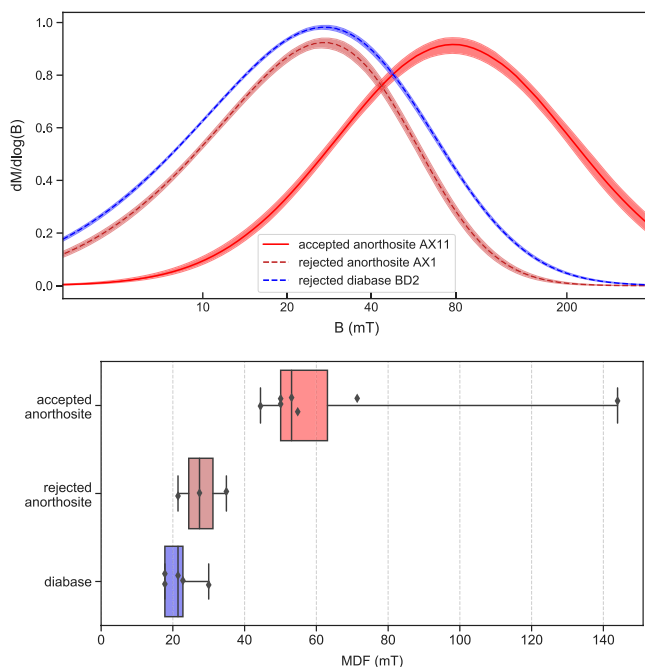 1.0
0.8
0.6
0.4
0.2
0.0
dM/dlog(B)
accepted anorthosite AX11
rejected anorthosite AX1
rejected diabase BD2
10
20
40
80
200
B (mT)
accepted
anorthosite
rejected
anorthosite
diabase
0
20
40
60
80
100
120
140
MDF (mT)